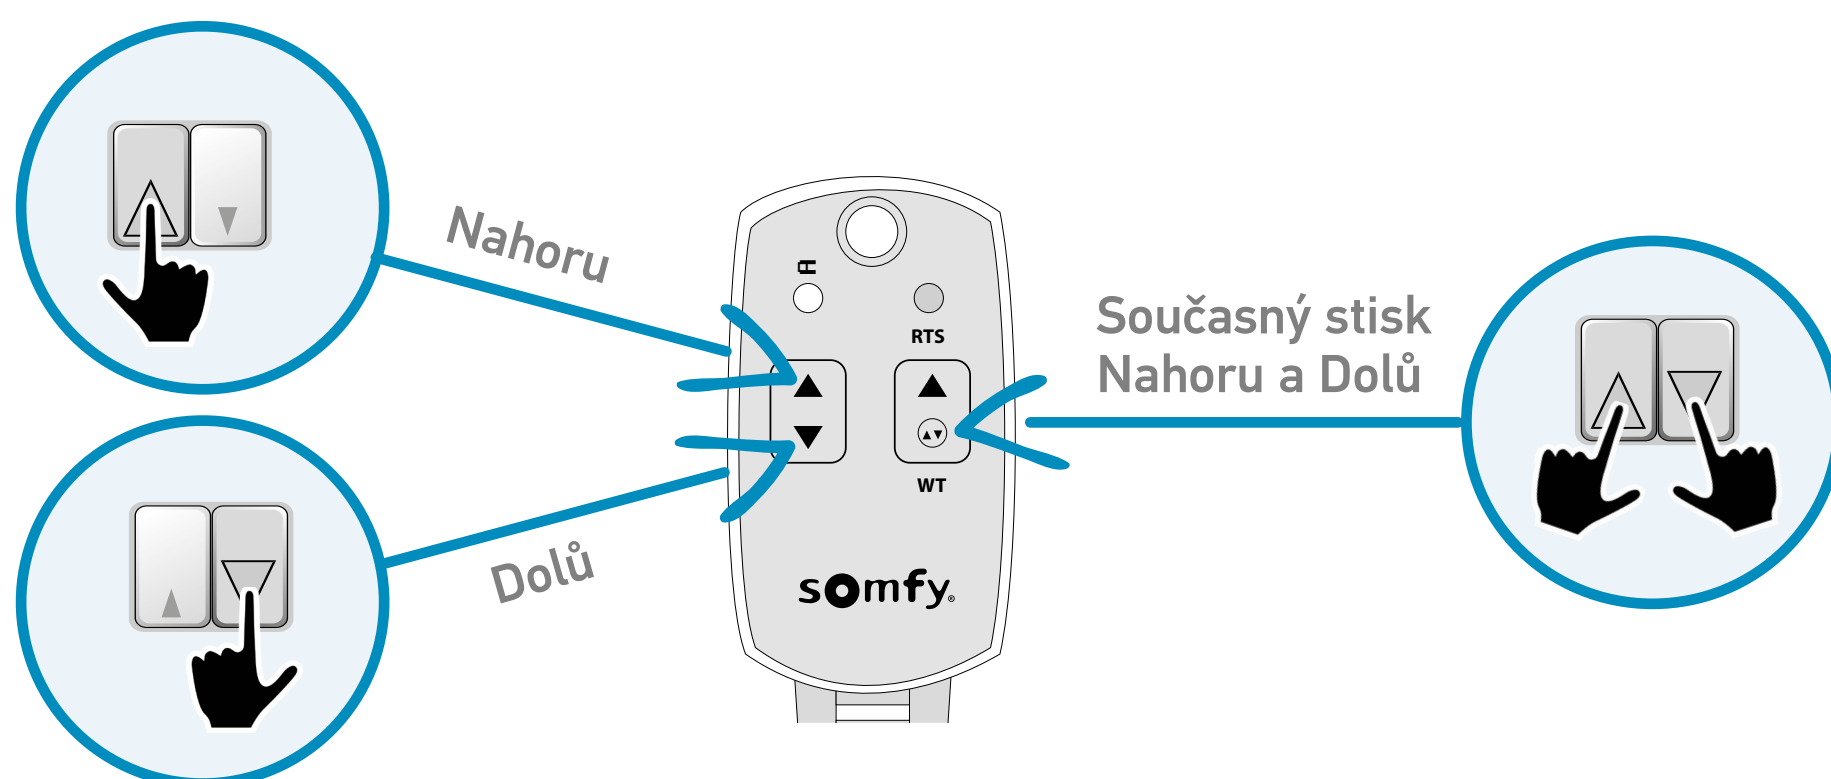 Nahoru
RTS
Současný stisk
Nahoru a Dolů
WT
Dolů
somfy®